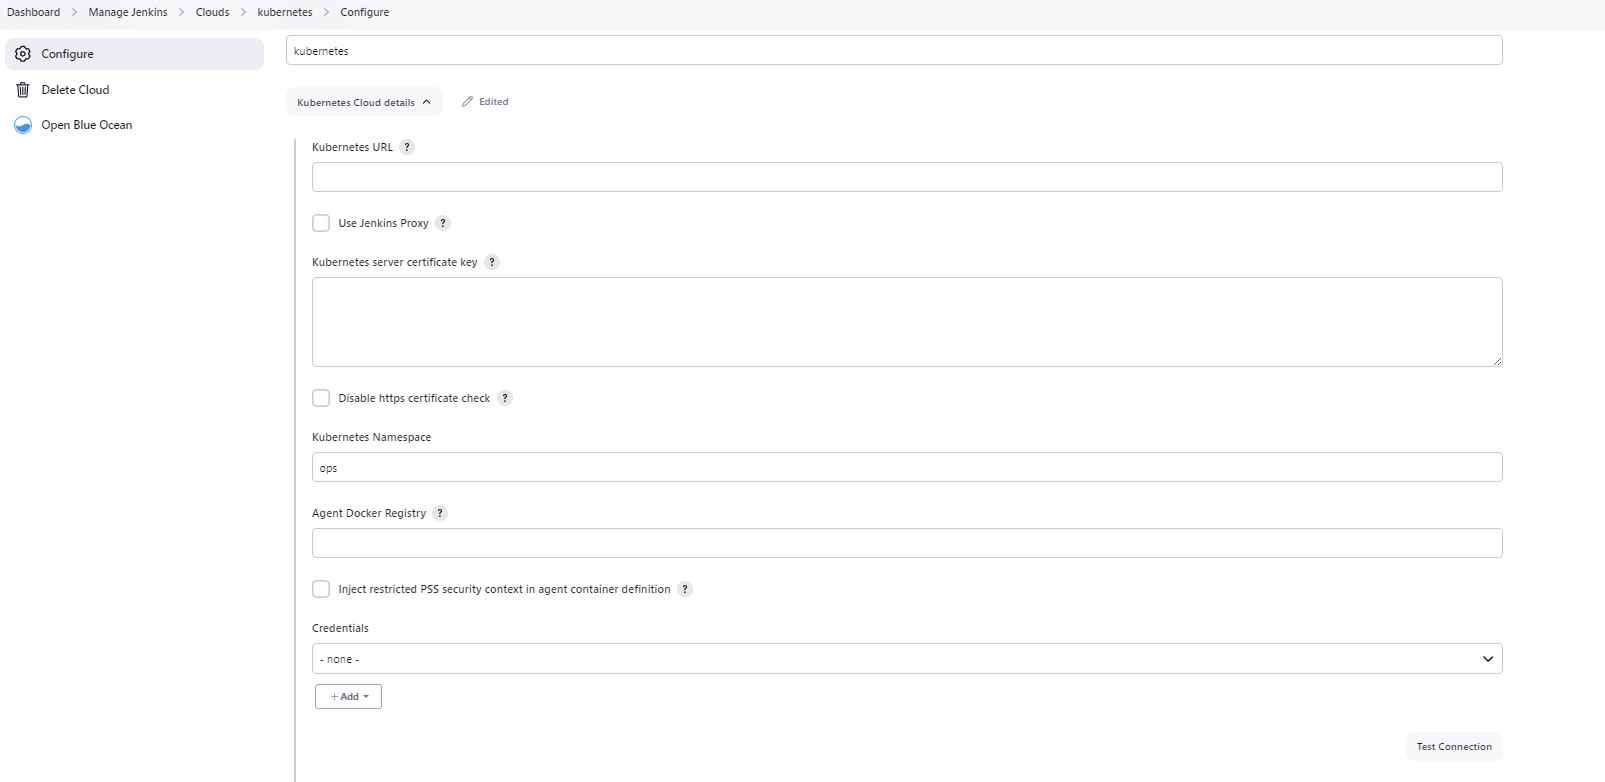 Dashboard > Manage Jenkins > Clouds > kubernetes > Configure
Configure
Delete Cloud
Open Blue Ocean
kubernetes
Kubernetes Cloud details Edited
Kubernetes URL ?
Use Jenkins Proxy ?
Kubernetes server certificate key ?
Disable https certificate check ?
Kubernetes Namespace
ops
Agent Docker Registry ?
Inject restricted PSS security context in agent container definition ?
Credentials
- none -
+ Add
Test Connection